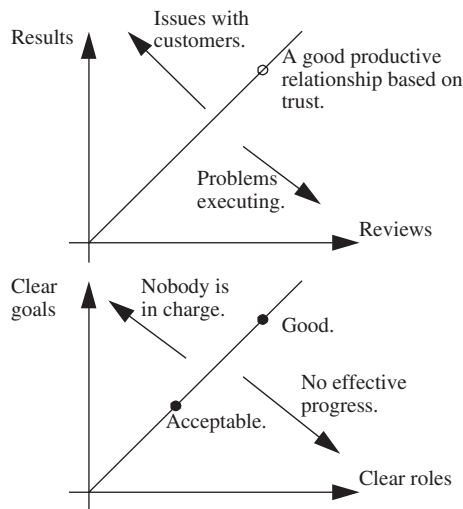 Issues with
customers.
Results
A good productive
relationship based on
trust.
Problems
executing.
Reviews
Clear
goals
Nobody is
in charge.
Good.
No effective
progress.
Acceptable.
Clear roles